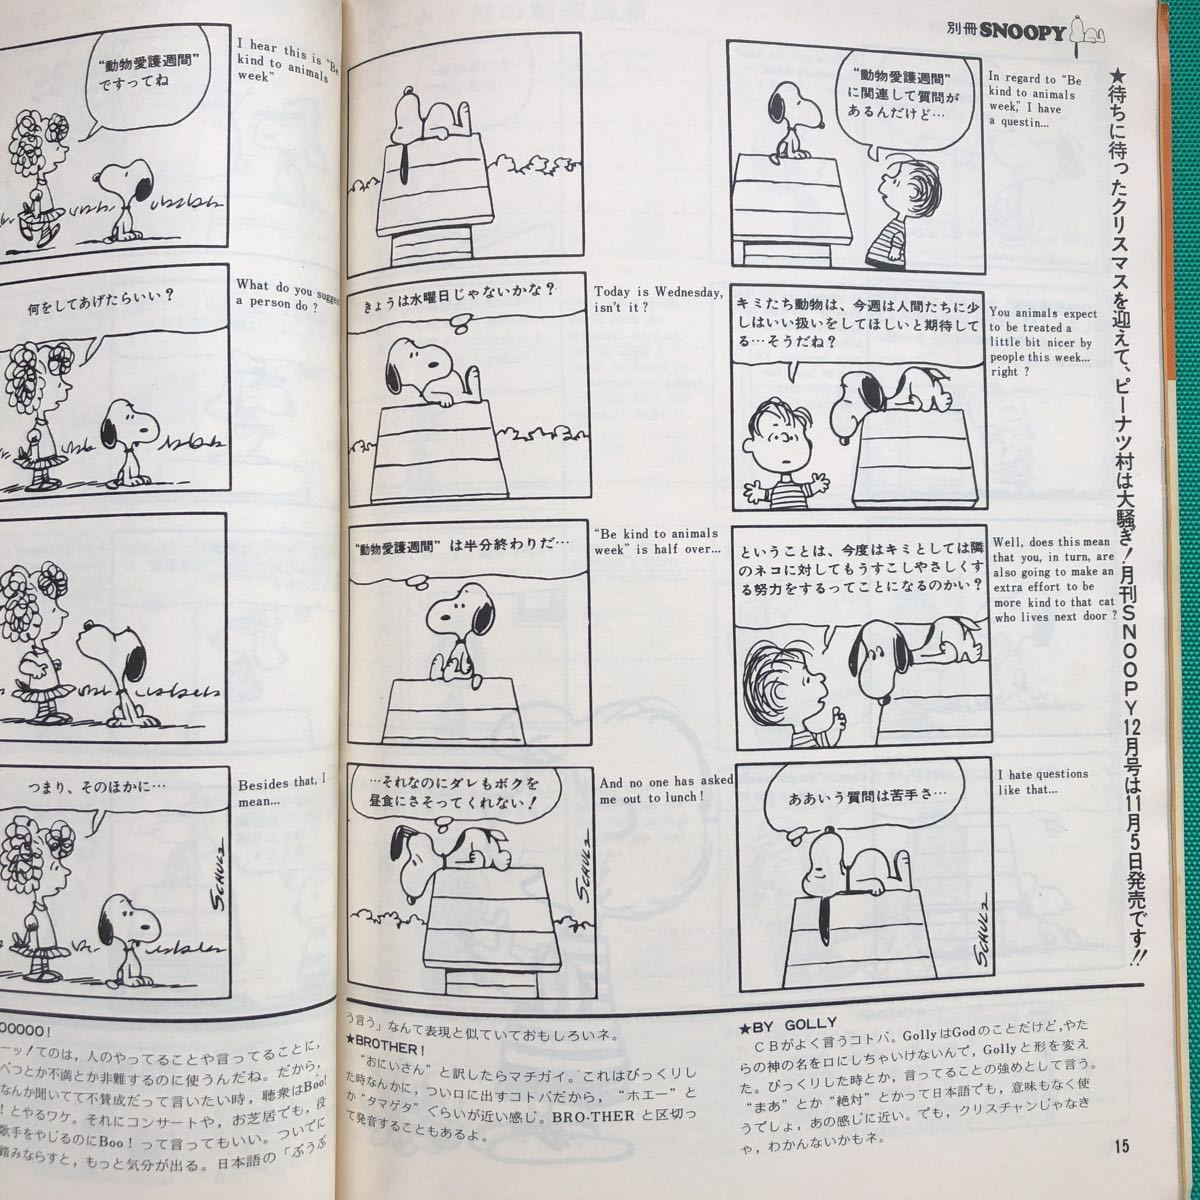 別冊 SNOOPY
★待ちに待ったクリスマスを迎えて、ピーナツ村は大騒ぎ！月刊SNOOPY12月号は11月5日発売です!!
“動物愛護週間”
ですってね
I hear this is “Be
kind to animals
week”
何をしてあげたらいい？
What do you sugges
a person do ?
つまり、そのほかに…
Besides that, I
mean...
SCHULZ
きょうは水曜日じゃないかな？
Today is Wednesday,
isn't it ?
“動物愛護週間” は半分終わりだ…
“Be kind to animals
week” is half over...
…それなのにダレもボクを
昼食にさそってくれない！
And no one has asked
me out to lunch !
SCHULZ
“動物愛護週間”
に関連して質問が
あるんだけど…
In regard to “Be
kind to animals
week,” I have
a questin...
キミたち動物は、今週は人間たちに少
しはいい扱いをしてほしいと期待して
る…そうだね？
You animals expect
to be treated a
little bit nicer by
people this week...
right ?
ということは、今度はキミとしては隣
のネコに対してもうすこしやさしくす
る努力をするってことになるのかい？
Well, does this mean
that you, in turn, are
also going to make an
extra effort to be
more kind to that cat
who lives next door ?
ああいう質問は苦手さ…
I hate questions
like that...
SCHULZ
OOOOO!
ーッ！てのは，人のやってることや言ってることに，
べつとか不満とか非難するのに使うんだね。だから，
なんか聞いてて不賛成だって言いたい時，聴衆はBoo!
！とやるワケ。それにコンサートや，お芝居でも，役
歌手をやじるのにBoo! って言ってもいい。ついでに
踏みならすと，もっと気分が出る。日本語の「ぶうぶ
う言う」なんて表現と似ていておもしろいネ。
★BROTHER!
“おにいさん” と訳したらマチガイ。これはびっくりし
た時なんかに，ついロに出すコトバだから，“ホエー” と
か“タマゲタ” ぐらいが近い感じ。BRO-THER と区切っ
て発音することもあるよ。
★BY GOLLY
CBがよく言うコトバ。GollyはGodのことだけど，やた
らの神の名を口にしちゃいけないんで，Gollyと形を変え
た。びっくりした時とか，言ってることの強めとして言う。
“まあ” とか “絶対” とかって日本語でも，意味もなく使
うでしょ，あの感じに近い。でも，クリスチャンじゃなき
ゃ，わかんないかもネ。
15